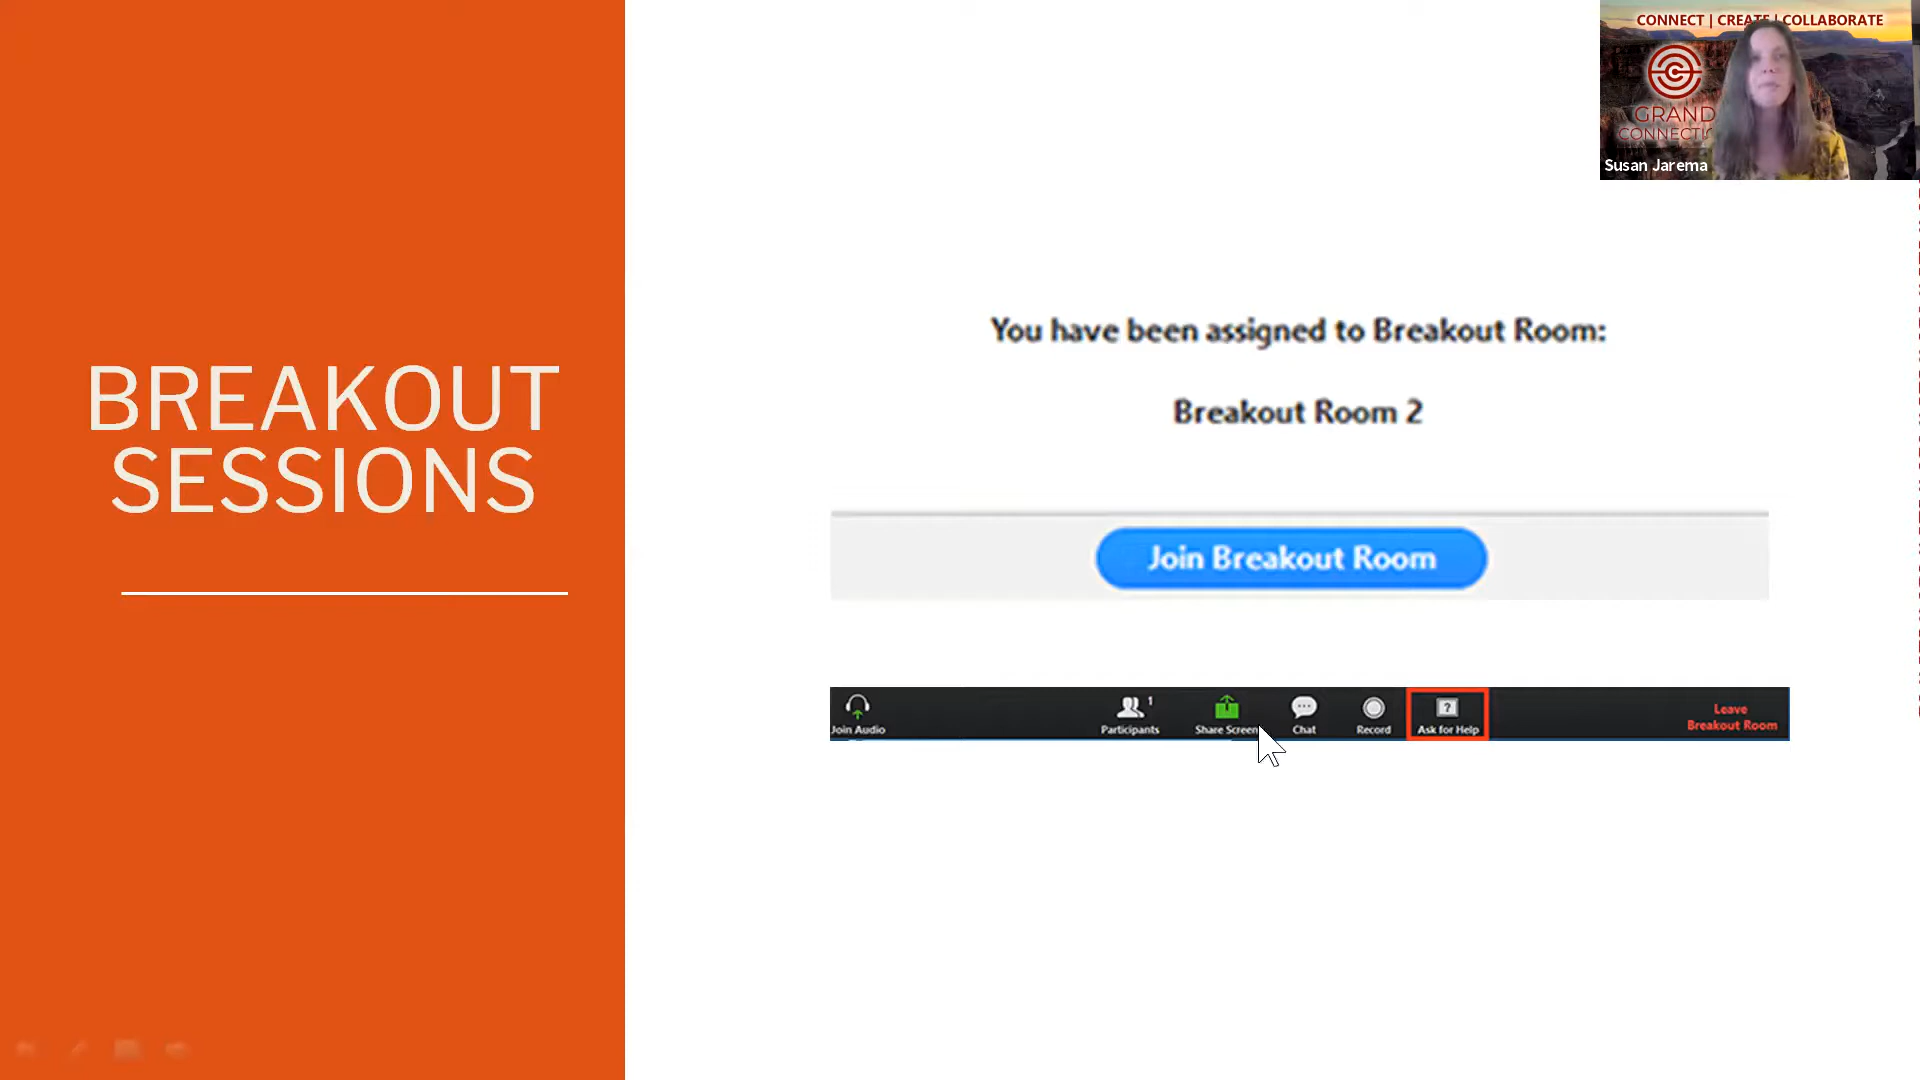 CONNECT | CREATE | COLLABORATE
GRAND
Susan Jarema
BREAKOUT
SESSIONS
You have been assigned to Breakout Room:
Breakout Room 2
Join Breakout Room
Join Audio
1
Participants
Share Screen
Chat
Record
?
Ask for Help
Leave
Breakout Room